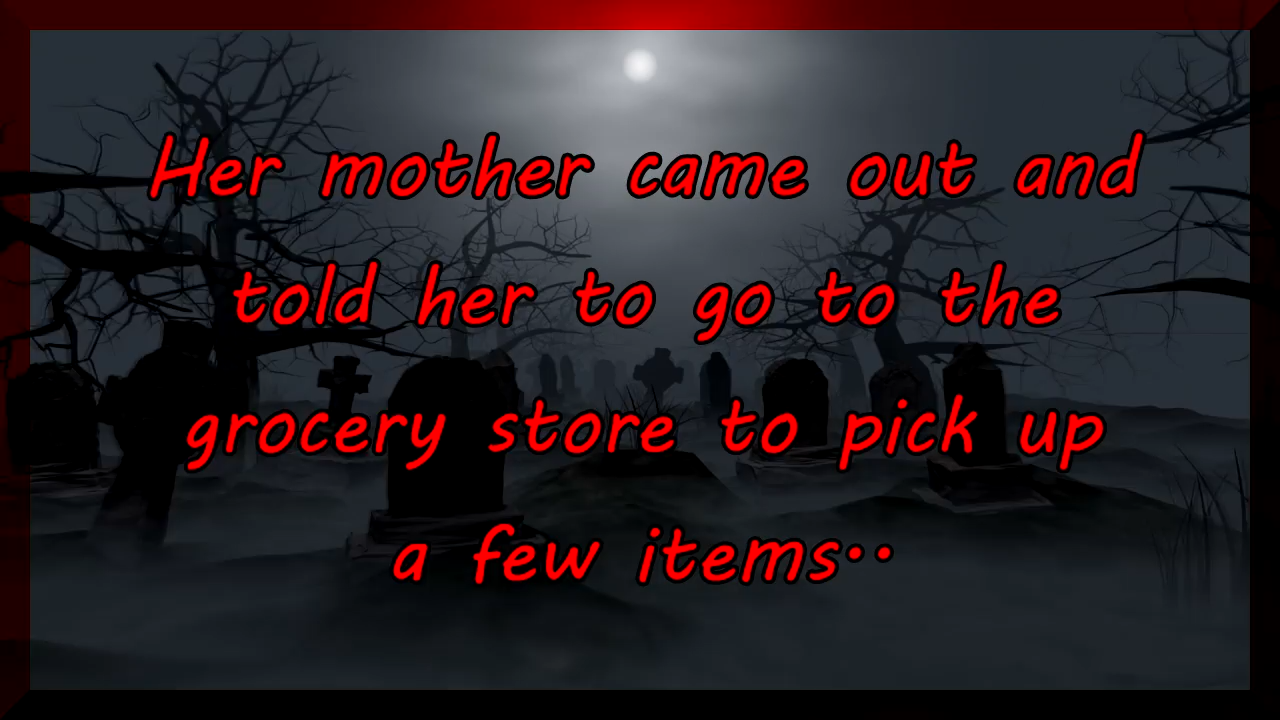 Her mother came out and
told her to go to the
grocery store to pick up
a few items··